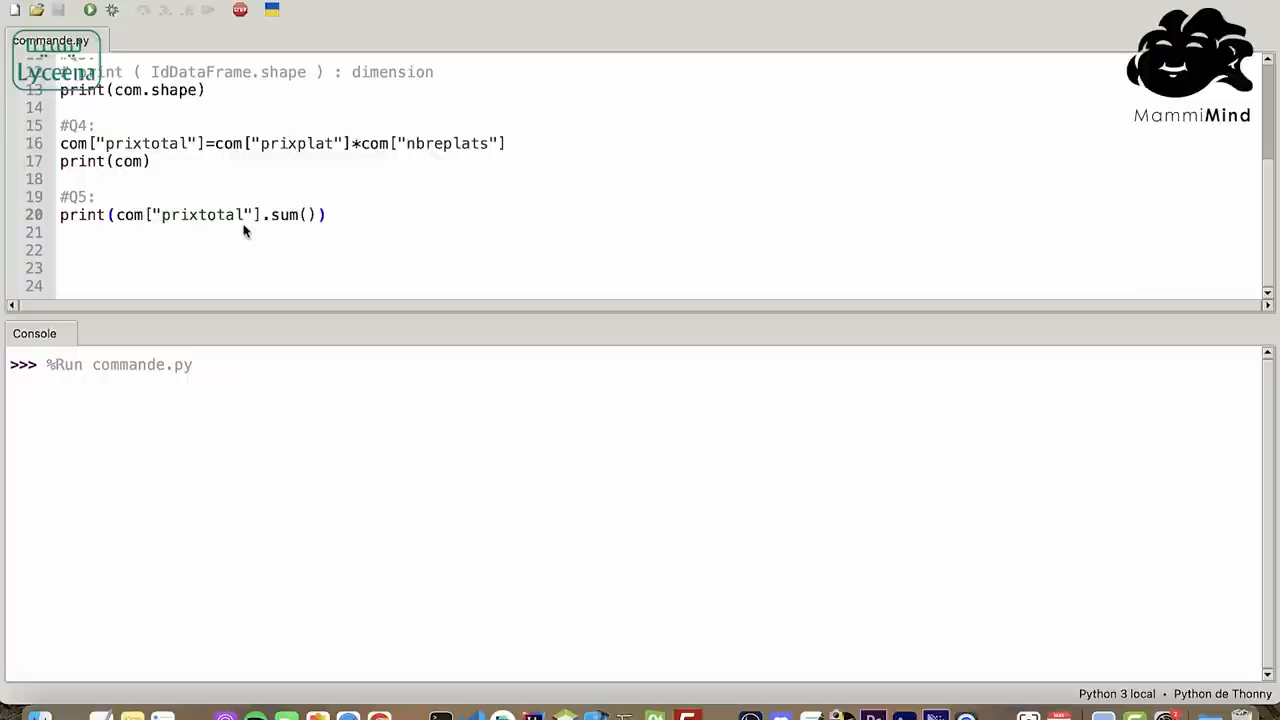 commande.py
Lyceena
MammiMind
12 # print ( IdDataFrame.shape ) : dimension
13 print(com.shape)
14
15 #Q4:
16 com["prixtotal"]=com["prixplat"]*com["nbreplats"]
17 print(com)
18
19 #Q5:
20 print(com["prixtotal"].sum())
21
22
23
24
Console
>>> %Run commande.py
Python 3 local • Python de Thonny